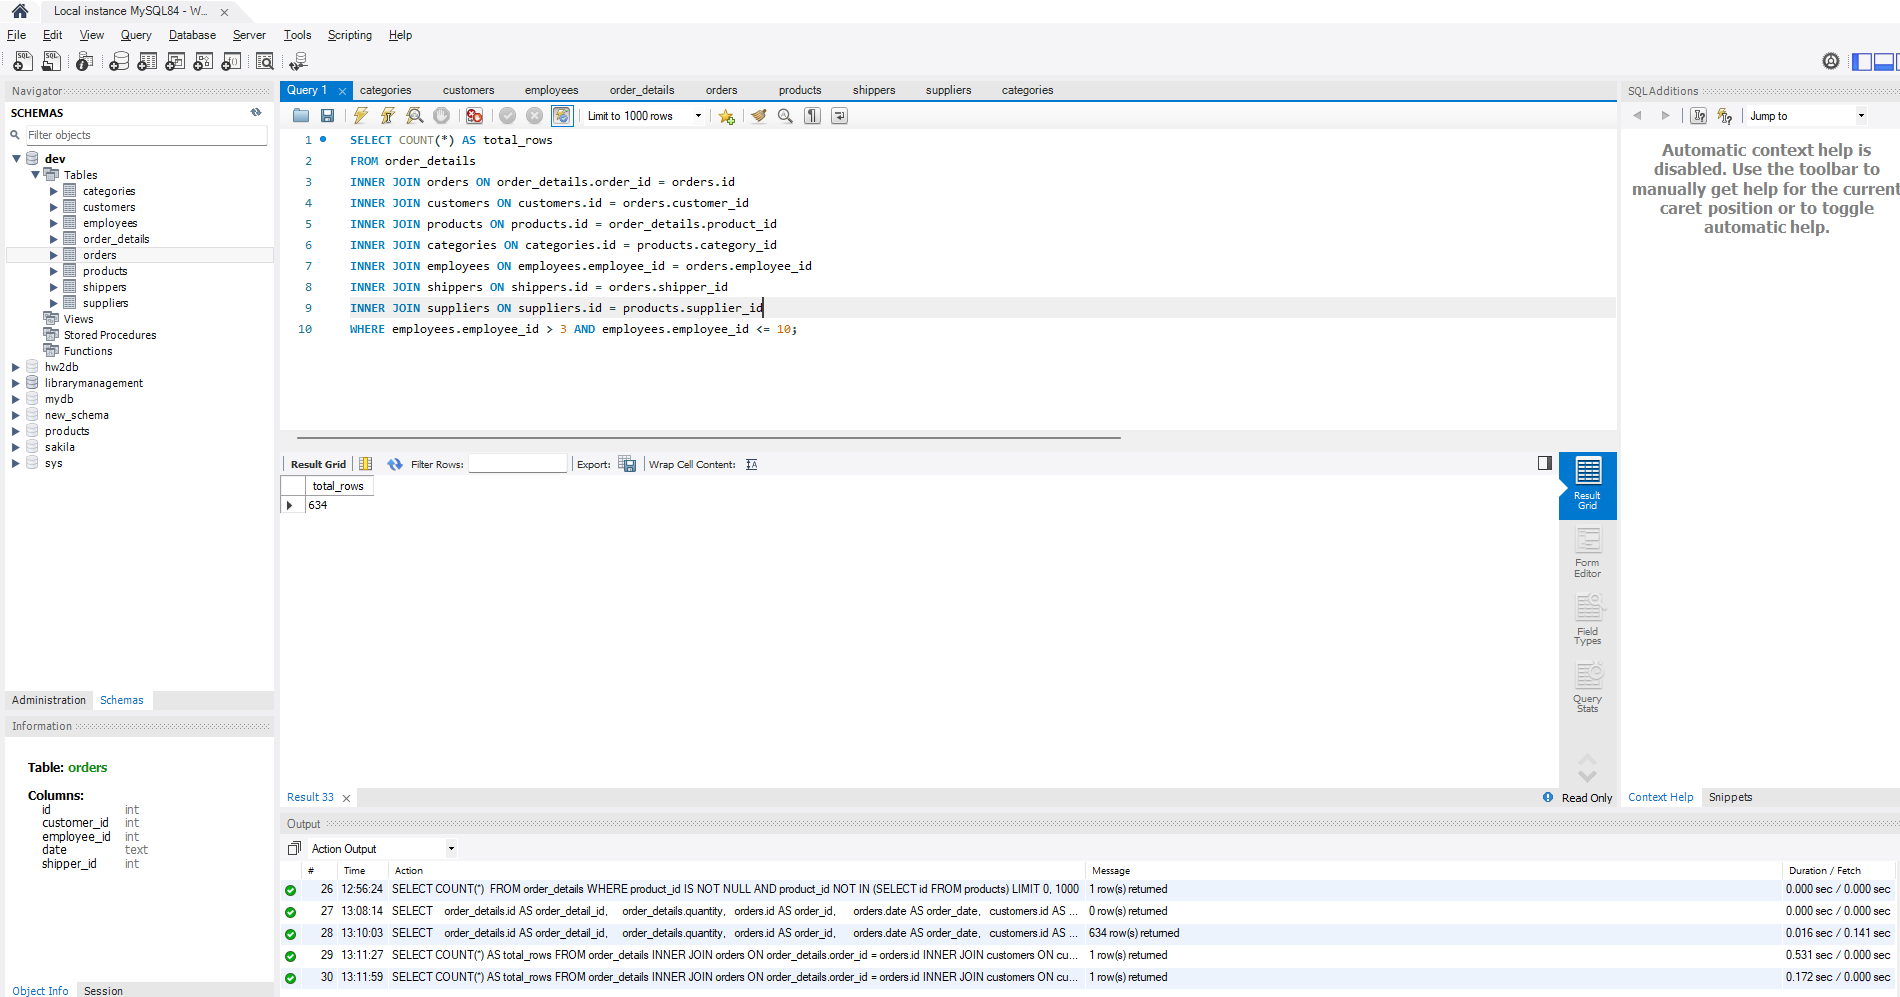 Local instance MySQL84 - W...
File Edit View Query Database Server Tools Scripting Help
Navigator
SCHEMAS
Filter objects
dev
Tables
categories
customers
employees
order_details
orders
products
shippers
suppliers
Views
Stored Procedures
Functions
hw2db
librarymanagement
mydb
new_schema
products
sakila
sys
Administration Schemas
Information
Table: orders
Columns:
id int
customer_id int
employee_id int
date text
shipper_id int
Object Info Session
Query 1 categories customers employees order_details orders products shippers suppliers categories
Limit to 1000 rows
1 SELECT COUNT(*) AS total_rows
2 FROM order_details
3 INNER JOIN orders ON order_details.order_id = orders.id
4 INNER JOIN customers ON customers.id = orders.customer_id
5 INNER JOIN products ON products.id = order_details.product_id
6 INNER JOIN categories ON categories.id = products.category_id
7 INNER JOIN employees ON employees.employee_id = orders.employee_id
8 INNER JOIN shippers ON shippers.id = orders.shipper_id
9 INNER JOIN suppliers ON suppliers.id = products.supplier_id
10 WHERE employees.employee_id > 3 AND employees.employee_id <= 10;
Result Grid Filter Rows: Export: Wrap Cell Content:
total_rows
634
Result
Grid
Form
Editor
Field
Types
Query
Stats
Result 33
Read Only
SQLAdditions
Jump to
Automatic context help is
disabled. Use the toolbar to
manually get help for the current
caret position or to toggle
automatic help.
Context Help Snippets
Output
Action Output
# Time Action Message Duration / Fetch
26 12:56:24 SELECT COUNT(*) FROM order_details WHERE product_id IS NOT NULL AND product_id NOT IN (SELECT id FROM products) LIMIT 0, 1000 1 row(s) returned 0.000 sec / 0.000 sec
27 13:08:14 SELECT order_details.id AS order_detail_id, order_details.quantity, orders.id AS order_id, orders.date AS order_date, customers.id AS ... 0 row(s) returned 0.000 sec / 0.000 sec
28 13:10:03 SELECT order_details.id AS order_detail_id, order_details.quantity, orders.id AS order_id, orders.date AS order_date, customers.id AS ... 634 row(s) returned 0.016 sec / 0.141 sec
29 13:11:27 SELECT COUNT(*) AS total_rows FROM order_details INNER JOIN orders ON order_details.order_id = orders.id INNER JOIN customers ON cu... 1 row(s) returned 0.531 sec / 0.000 sec
30 13:11:59 SELECT COUNT(*) AS total_rows FROM order_details INNER JOIN orders ON order_details.order_id = orders.id INNER JOIN customers ON cu... 1 row(s) returned 0.172 sec / 0.000 sec